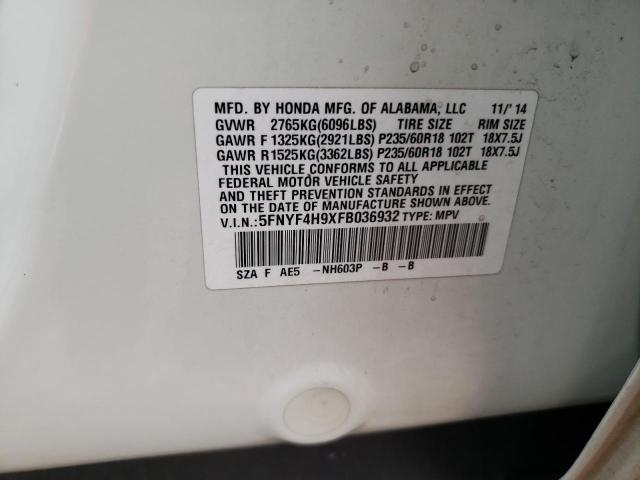 MFD. BY HONDA MFG. OF ALABAMA, LLC 11/'14
GVWR 2765KG(6096LBS) TIRE SIZE RIM SIZE
GAWR F 1325KG(2921LBS) P235/60R18 102T 18X7.5J
GAWR R 1525KG(3362LBS) P235/60R18 102T 18X7.5J
THIS VEHICLE CONFORMS TO ALL APPLICABLE
FEDERAL MOTOR VEHICLE SAFETY
AND THEFT PREVENTION STANDARDS IN EFFECT
ON THE DATE OF MANUFACTURE SHOWN ABOVE.
V.I.N.: 5FNYF4H9XFB036932 TYPE: MPV
SZA F AE5 -NH603P -B -B